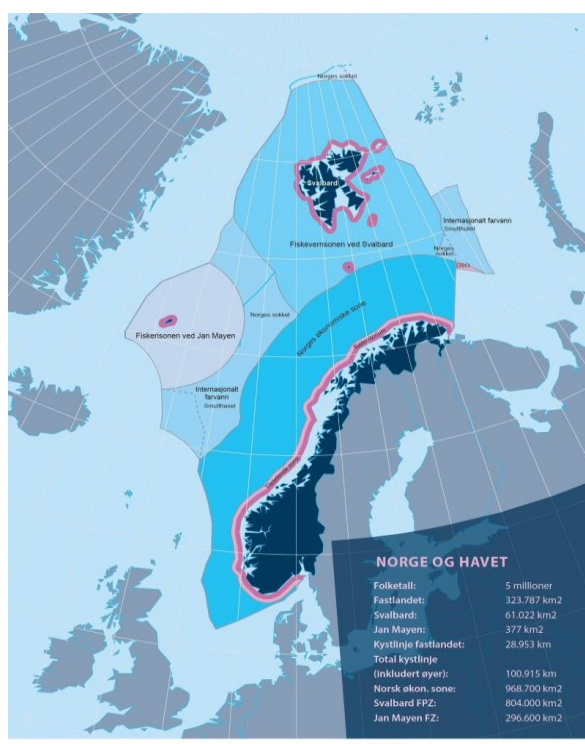 Norges sokkel
Svalbard
Internasjonalt
farvann
Smutthullet
Fiskevernsonen ved Svalbard
Norges
sokkel
Norges økonomiske sone
Norges sokkel
Fiskerisonen ved Jan Mayen
Internasjonalt
farvann
Smutthavet
NORGE OG HAVET
Folketall: 5 millioner
Fastlandet: 323.787 km2
Svalbard: 61.022 km2
Jan Mayen: 377 km2
Kystlinje fastlandet: 28.953 km
Total kystlinje
(inkludert øyer): 100.915 km
Norsk økon. sone: 968.700 km2
Svalbard FPZ: 804.000 km2
Jan Mayen FZ: 296.600 km2